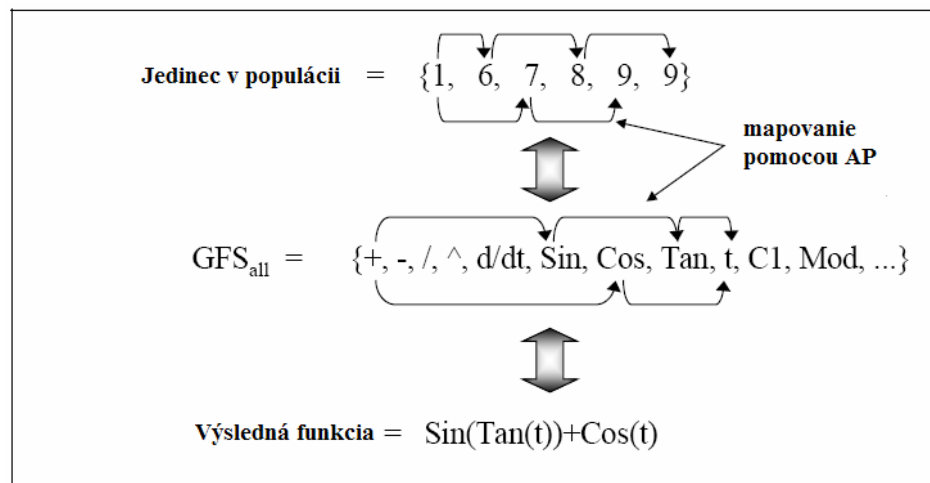 Jedinec v populácii = {1, 6, 7, 8, 9, 9}
mapovanie
pomocou AP
GFSall = {+, -, /, ^, d/dt, Sin, Cos, Tan, t, C1, Mod, ...}
Výsledná funkcia = Sin(Tan(t))+Cos(t)